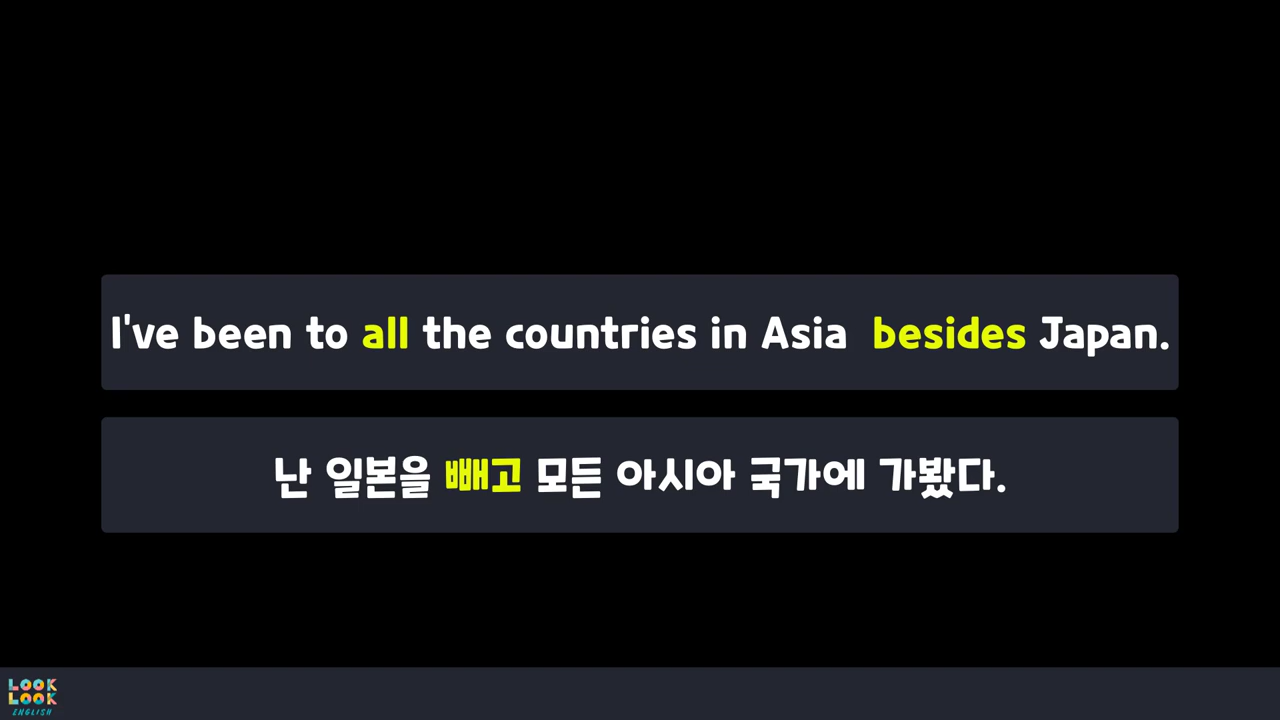 I've been to all the countries in Asia  besides Japan.
난 일본을 빼고 모든 아시아 국가에 가봤다.
LOOK
LOOK
ENGLISH